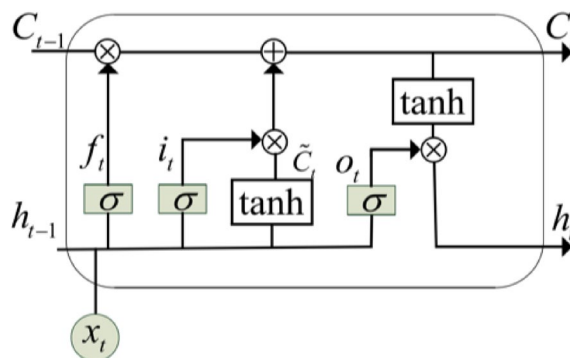 C_{t-1} ⊗ ⊕ C
tanh
f_t i_t ⊗ C̃_t o_t ⊗
σ σ tanh σ
h_{t-1} h
x_t